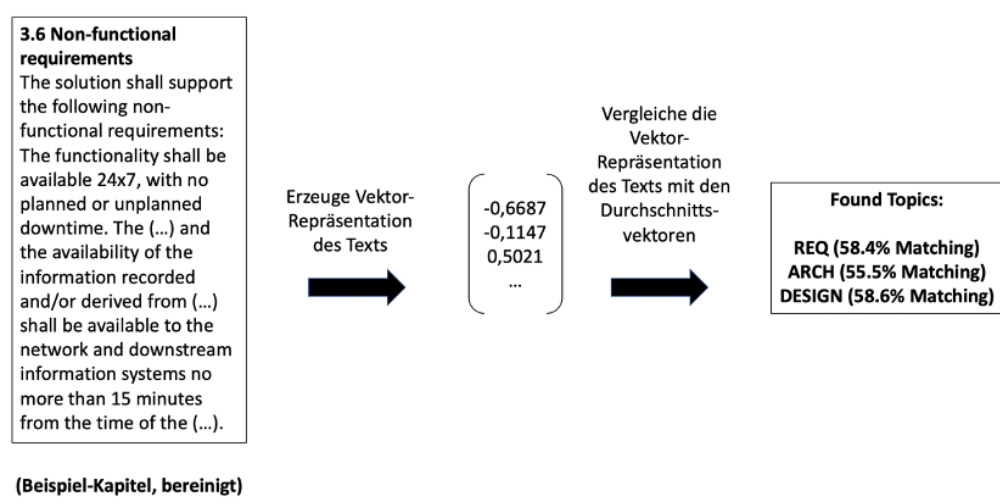 3.6 Non-functional
requirements
The solution shall support
the following non-
functional requirements:
The functionality shall be
available 24x7, with no
planned or unplanned
downtime. The (...) and
the availability of the
information recorded
and/or derived from (...)
shall be available to the
network and downstream
information systems no
more than 15 minutes
from the time of the (...).
(Beispiel-Kapitel, bereinigt)
Erzeuge Vektor-
Repräsentation
des Texts
-0,6687
-0,1147
0,5021
...
Vergleiche die
Vektor-
Repräsentation
des Texts mit den
Durchschnitts-
vektoren
Found Topics:
REQ (58.4% Matching)
ARCH (55.5% Matching)
DESIGN (58.6% Matching)